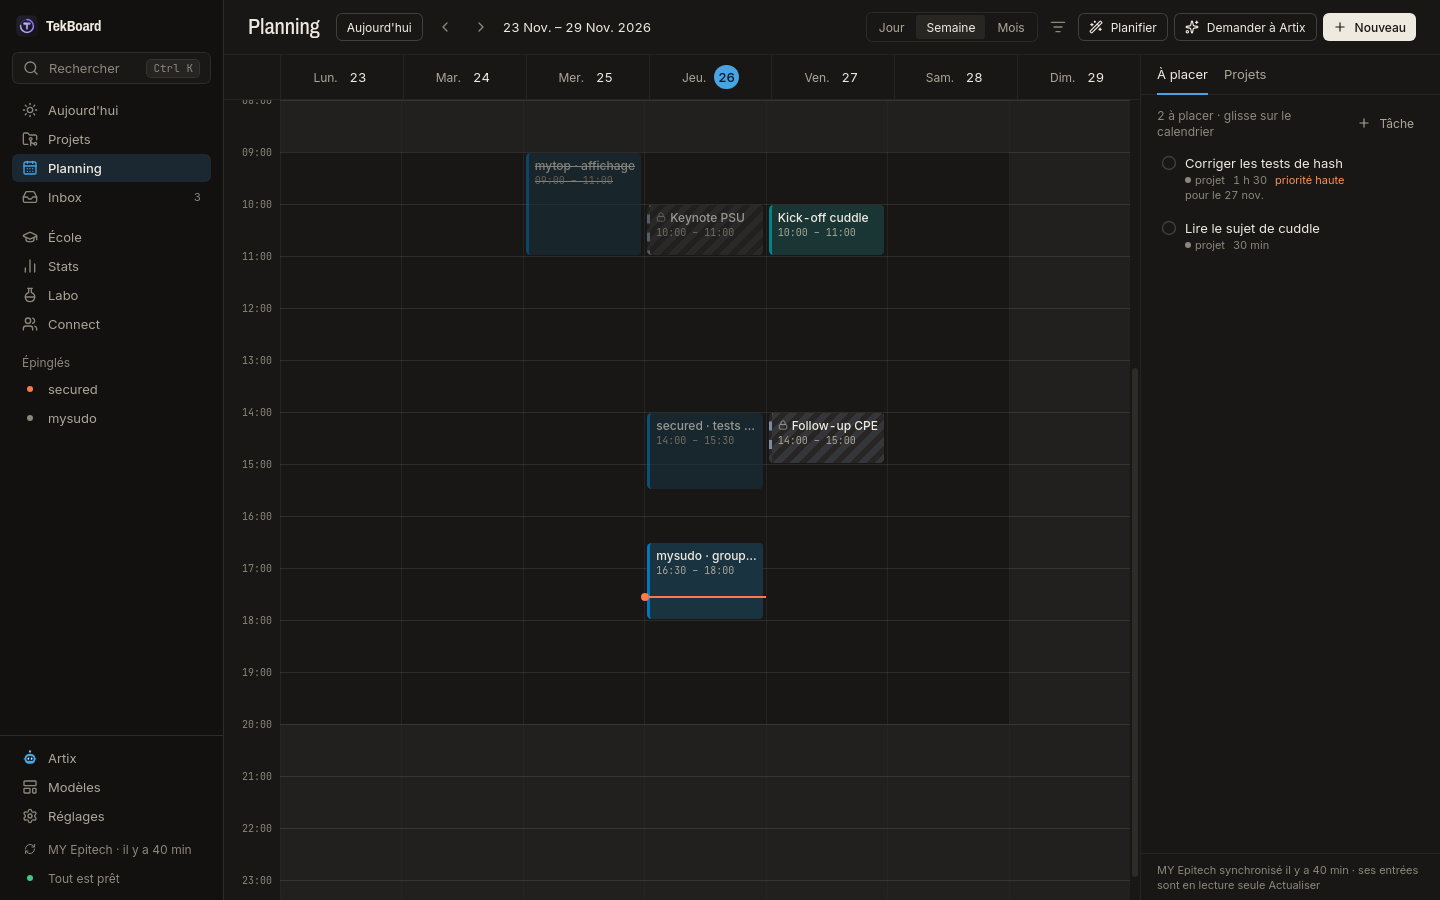 TekBoard
Rechercher
Ctrl K
Aujourd'hui
Projets
Planning
Inbox
3
École
Stats
Labo
Connect
Épinglés
secured
mysudo
Artix
Modèles
Réglages
MY Epitech · il y a 40 min
Tout est prêt
Planning
Aujourd'hui
23 Nov. – 29 Nov. 2026
Jour
Semaine
Mois
Planifier
Demander à Artix
Nouveau
Lun. 23
Mar. 24
Mer. 25
Jeu. 26
Ven. 27
Sam. 28
Dim. 29
08:00
09:00
10:00
11:00
12:00
13:00
14:00
15:00
16:00
17:00
18:00
19:00
20:00
21:00
22:00
23:00
mytop · affichage
09:00 – 11:00
Keynote PSU
10:00 – 11:00
Kick-off cuddle
10:00 – 11:00
secured · tests ...
14:00 – 15:30
Follow-up CPE
14:00 – 15:00
mysudo · group...
16:30 – 18:00
À placer
Projets
2 à placer · glisse sur le
calendrier
Tâche
Corriger les tests de hash
projet 1 h 30 priorité haute
pour le 27 nov.
Lire le sujet de cuddle
projet 30 min
MY Epitech synchronisé il y a 40 min · ses entrées
sont en lecture seule Actualiser